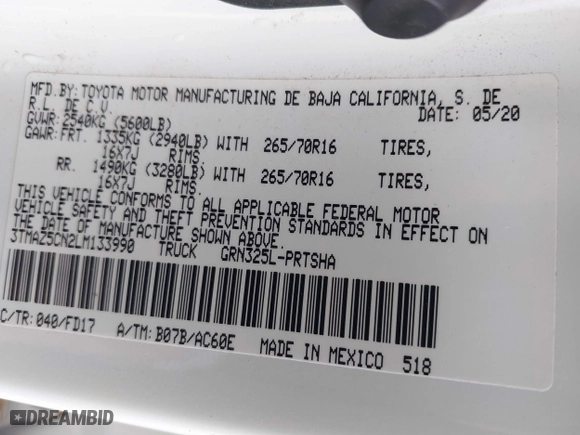 MFD.BY: TOYOTA MOTOR MANUFACTURING DE BAJA CALIFORNIA, S. DE
R.L. DE C.V. DATE: 05/20
GVWR: 2540KG (5600LB)
GAWR: FRT. 1335KG (2940LB) WITH 265/70R16 TIRES,
16X7J RIMS.
RR. 1490KG (3280LB) WITH 265/70R16 TIRES,
16X7J RIMS.
THIS VEHICLE CONFORMS TO ALL APPLICABLE FEDERAL MOTOR
VEHICLE SAFETY AND THEFT PREVENTION STANDARDS IN EFFECT ON
THE DATE OF MANUFACTURE SHOWN ABOVE.
3TMAZ5CN2LM133990 TRUCK GRN325L-PRTSHA
C/TR: 040/FD17 A/TM: B07B/AC60E MADE IN MEXICO 518
DREAMBID